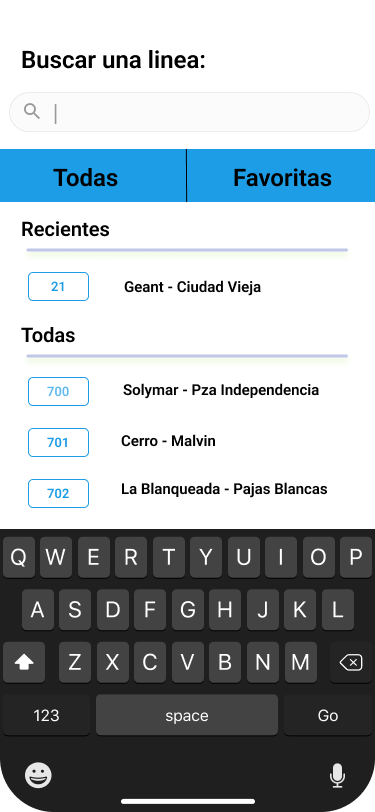 Buscar una linea:
Todas Favoritas
Recientes
21 Geant - Ciudad Vieja
Todas
700 Solymar - Pza Independencia
701 Cerro - Malvin
702 La Blanqueada - Pajas Blancas
Q W E R T Y U I O P
A S D F G H J K L
Z X C V B N M
123 space Go